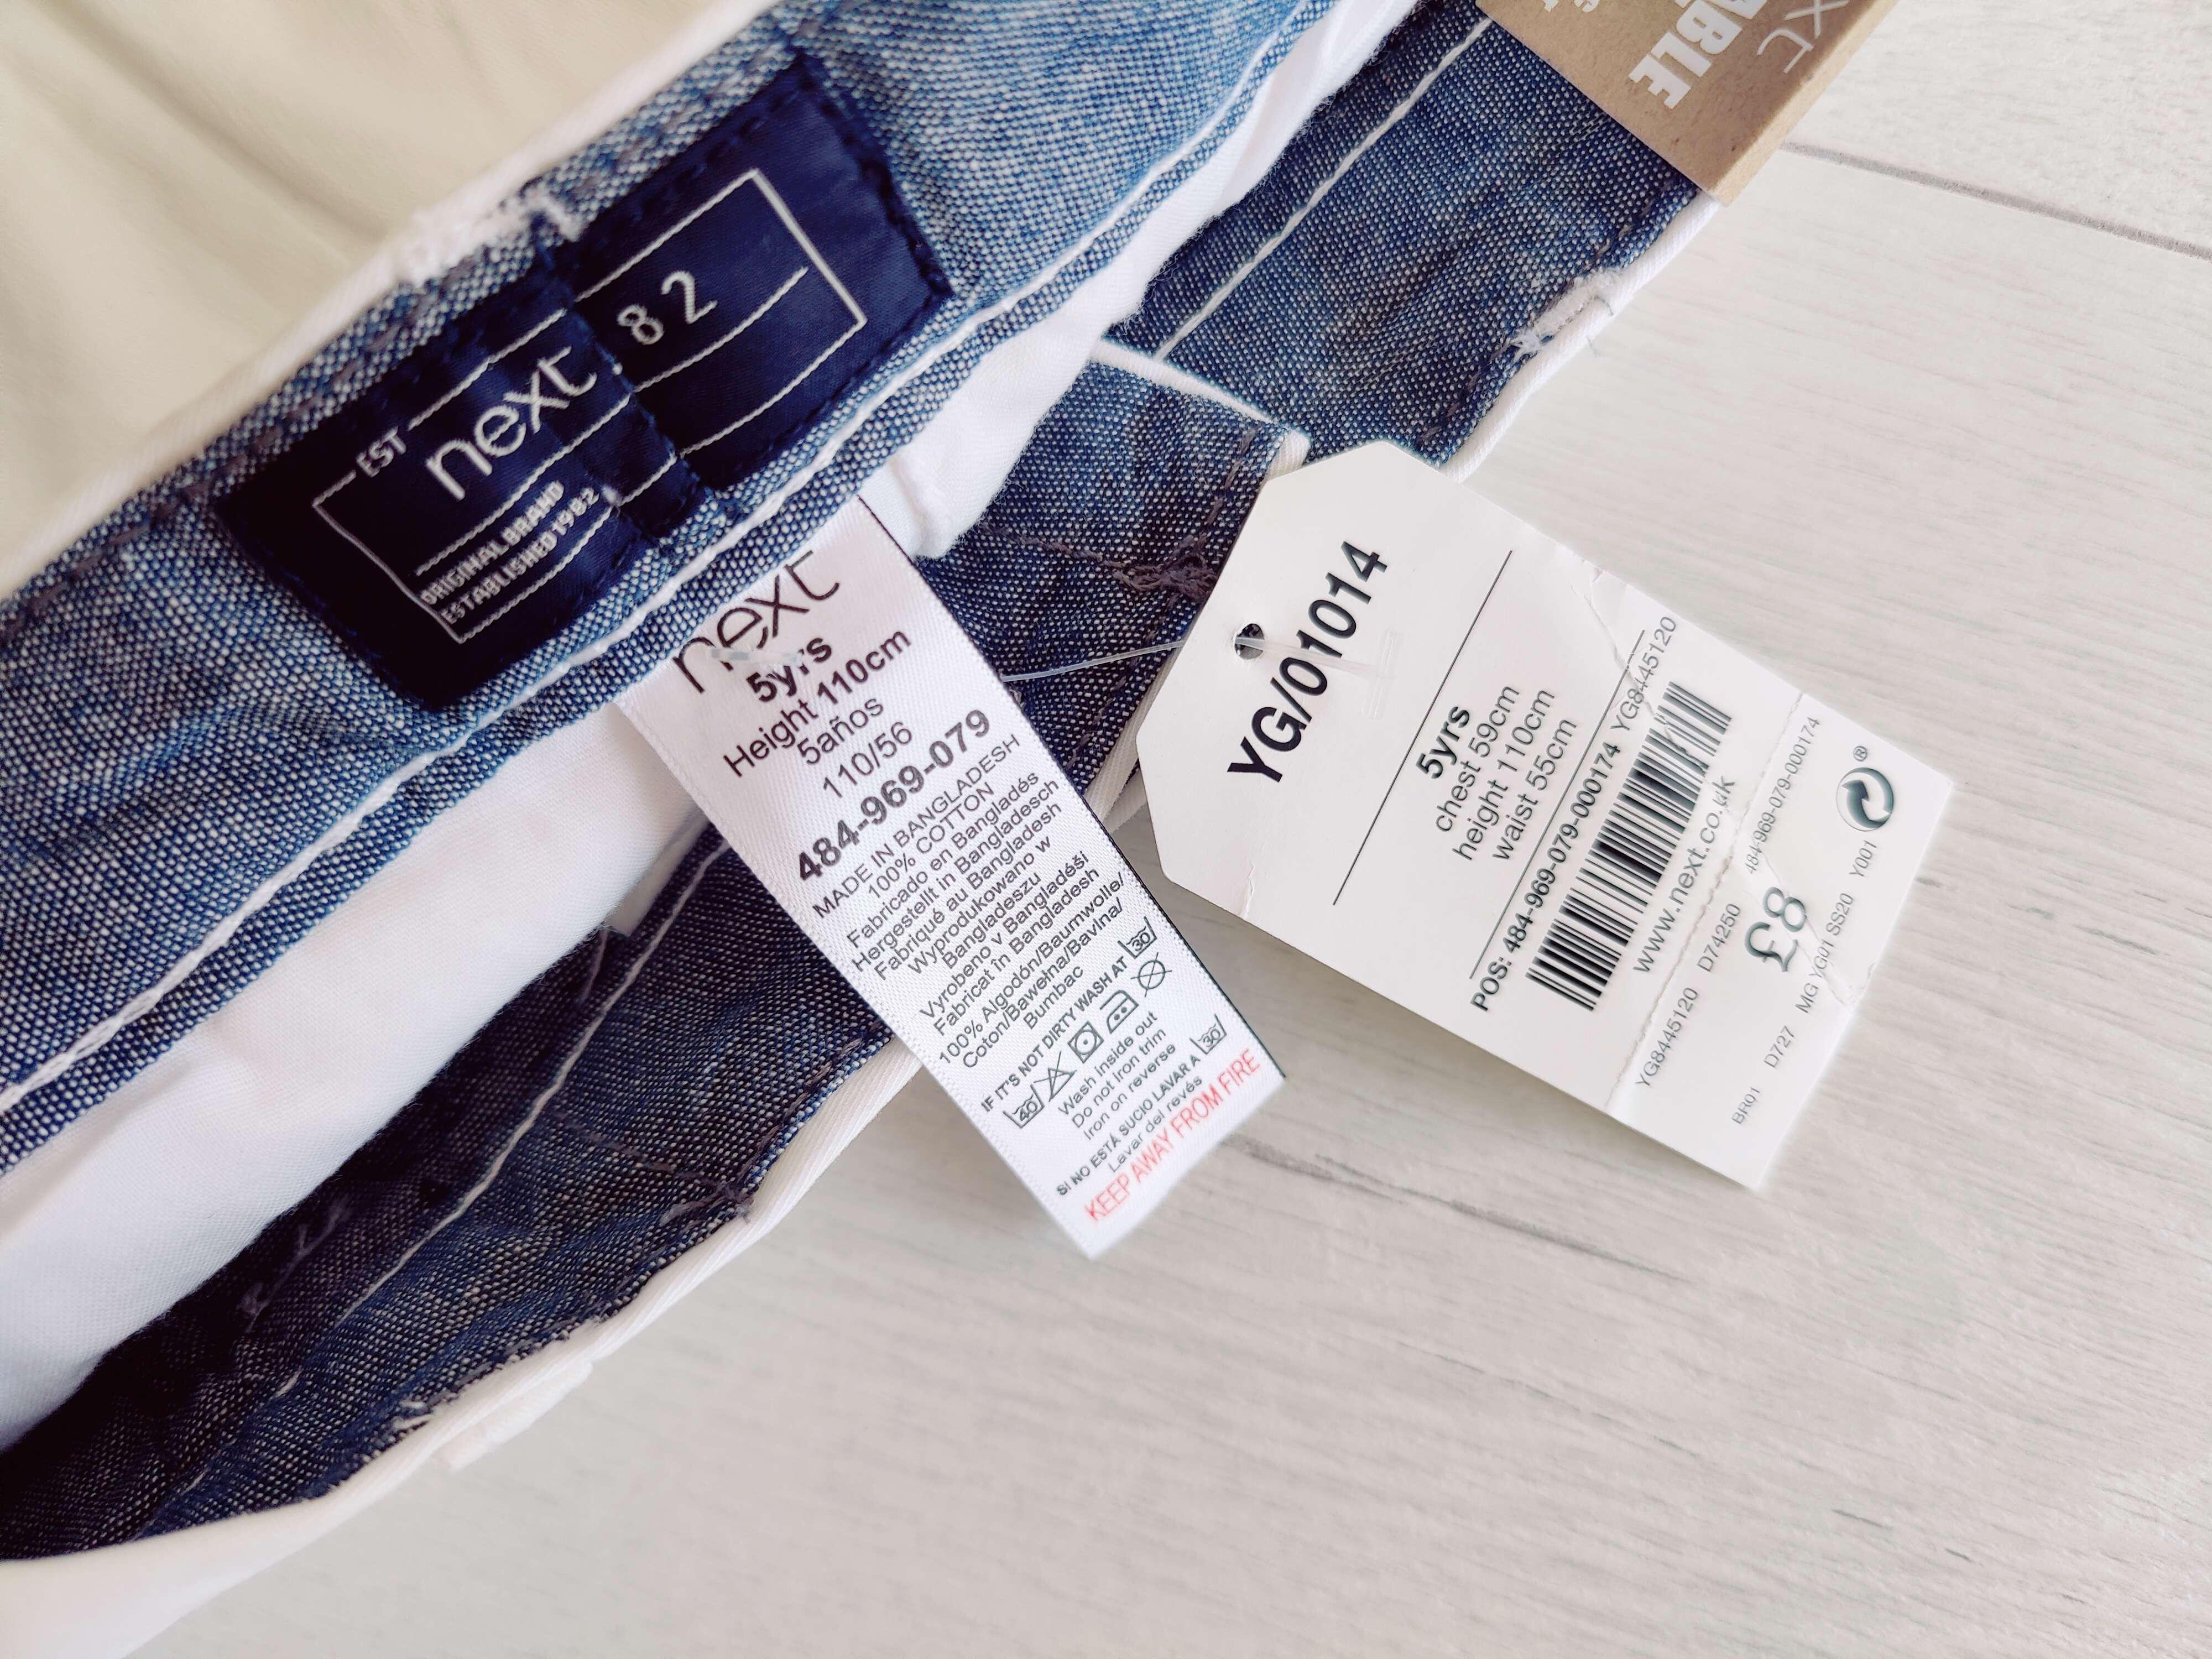 EST
next
82
ORIGINAL BRAND
ESTABLISHED 1982
next
5yrs
Height 110cm
5años
110/56
484-969-079
MADE IN BANGLADESH
100% COTTON
Fabricado en Bangladés
Hergestellt in Bangladesch
Fabriqué au Bangladesh
Wyprodukowano w
Bangladeszu
Vyrobeno v Bangladéši
Fabricat în Bangladesh
100% Algodón/Baumwolle/
Coton/Bawełna/Bavlna/
Bumbac
IF IT'S NOT DIRTY WASH AT 30
40
Wash inside out
Do not iron trim
Iron on reverse
SI NO ESTÁ SUCIO LAVAR A 30
Lavar del revés
KEEP AWAY FROM FIRE
YG/01014
5yrs
chest 59cm
height 110cm
waist 55cm
POS: 484-969-079-000174 YG8445120
www.next.co.uk
YG8445120 D74250 484-969-079-000174
£8
BR01 D727 MG YG01 SS20 Y001
®